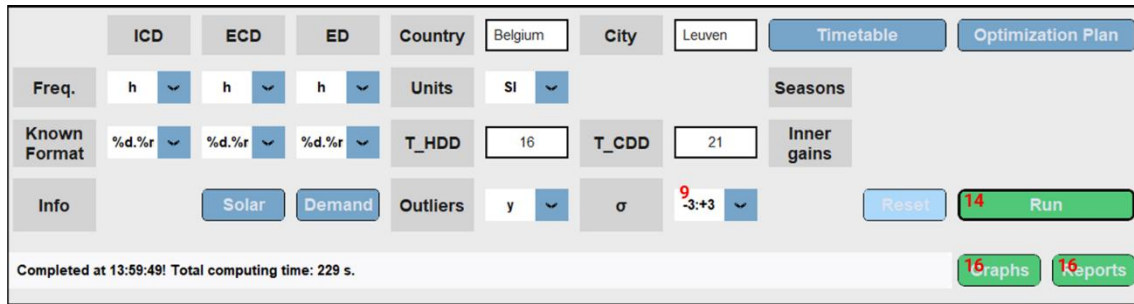 ICD ECD ED Country Belgium City Leuven Timetable Optimization Plan
Freq. h h h Units SI Seasons
Known Format %d.%r %d.%r %d.%r T_HDD 16 T_CDD 21 Inner gains
Info Solar Demand Outliers y σ 9 -3:+3 Reset 14 Run
Completed at 13:59:49! Total computing time: 229 s. 16 Graphs 16 Reports